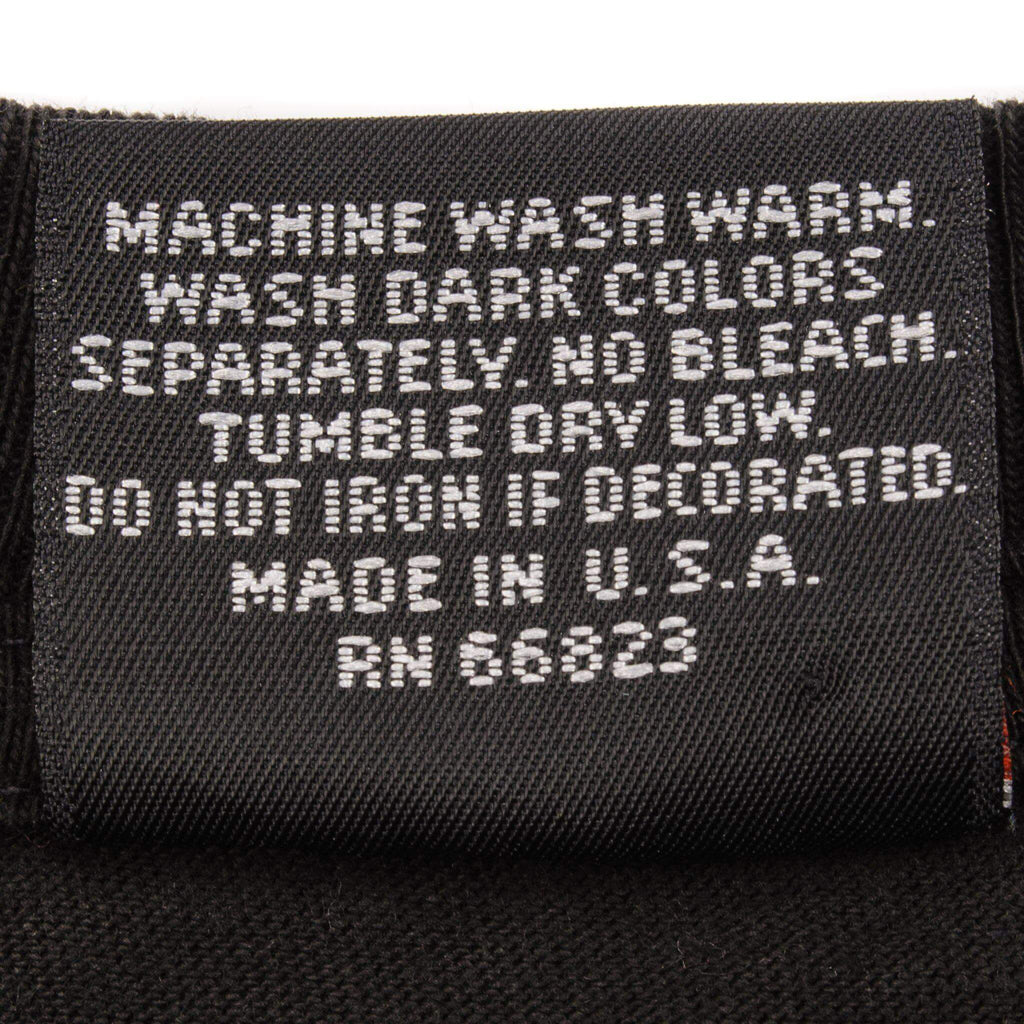 MACHINE WASH WARM.
WASH DARK COLORS
SEPARATELY. NO BLEACH.
TUMBLE DRY LOW.
DO NOT IRON IF DECORATED.
MADE IN U.S.A.
RN 66823